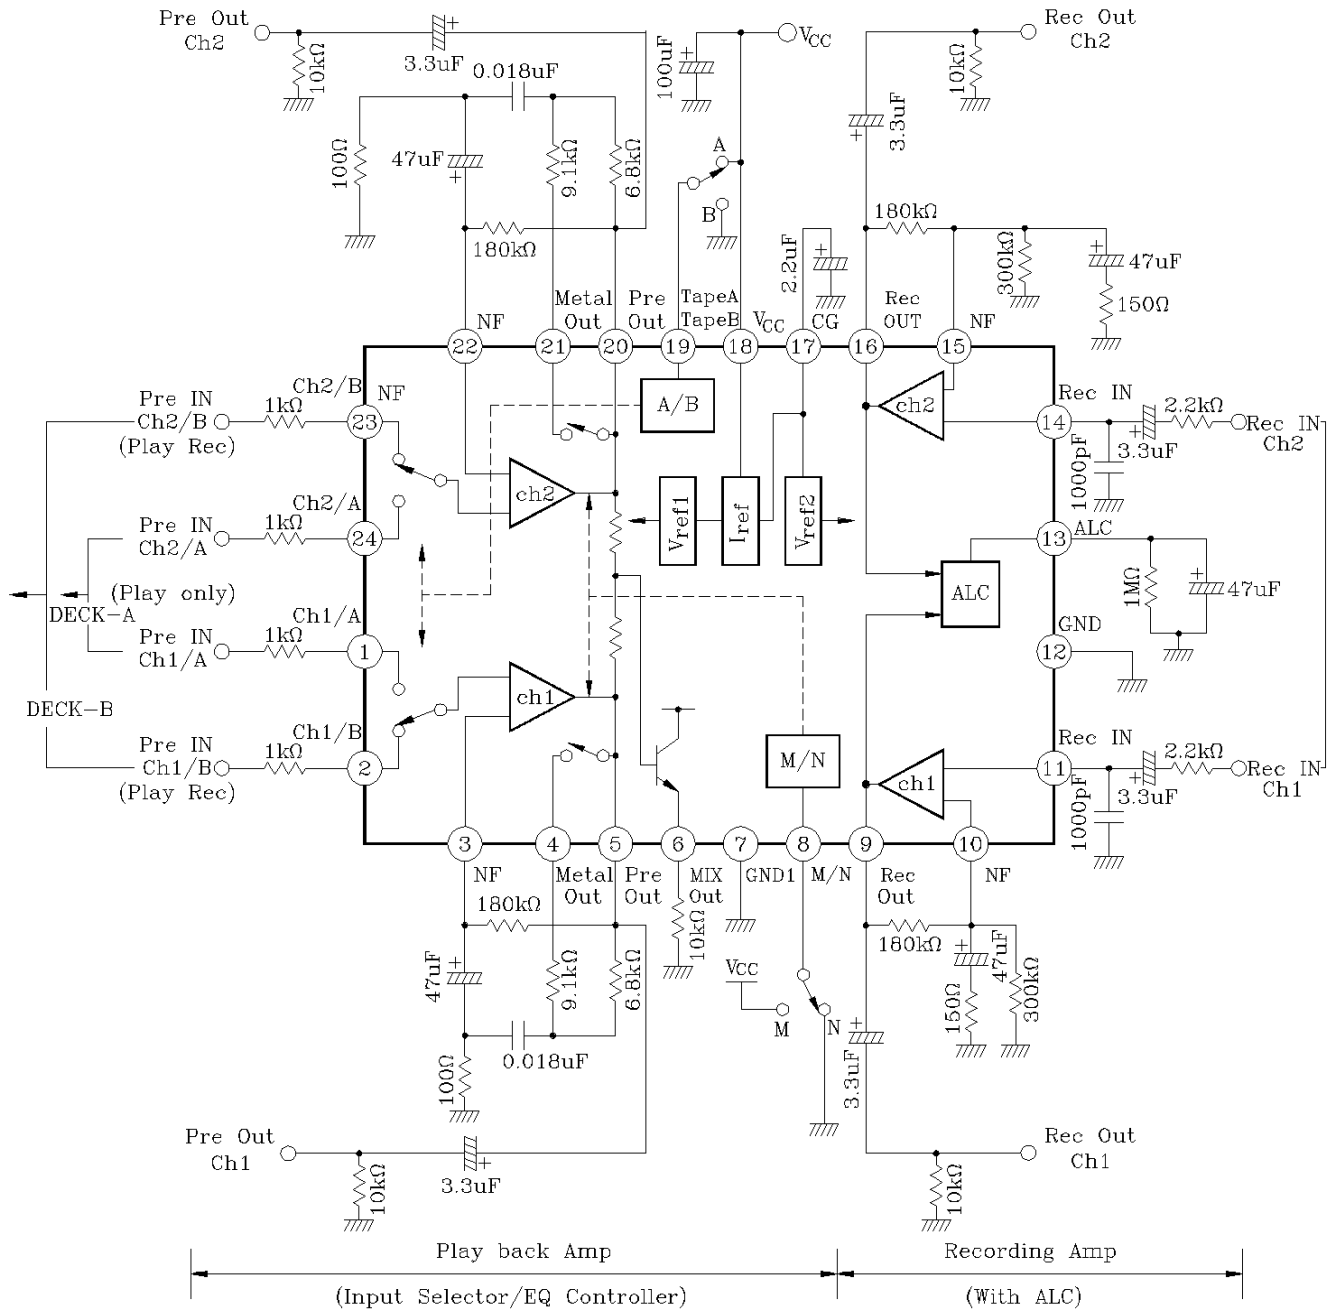 Pre Out
Ch2
10kΩ
3.3uF
0.018uF
100uF
VCC
Rec Out
Ch2
10kΩ
3.3uF
100Ω
47uF
9.1kΩ
6.8kΩ
A
B
180kΩ
2.2uF
180kΩ
300kΩ
47uF
150Ω
NF
Metal
Out
Pre
Out
TapeA
TapeB
VCC
CG
Rec
OUT
NF
22
21
20
19
18
17
16
15
Pre IN
Ch2/B
(Play Rec)
1kΩ
Ch2/B
NF
23
A/B
ch2
14
Rec IN
3.3uF
2.2kΩ
Rec IN
Ch2
1000pF
Pre IN
Ch2/A
1kΩ
Ch2/A
24
ch2
Vref1
Iref
Vref2
13
ALC
1MΩ
47uF
DECK-A
(Play only)
ALC
Pre IN
Ch1/A
1kΩ
Ch1/A
1
12
GND
DECK-B
ch1
Pre IN
Ch1/B
(Play Rec)
1kΩ
Ch1/B
2
M/N
ch1
11
Rec IN
3.3uF
2.2kΩ
Rec IN
Ch1
1000pF
3
4
5
6
7
8
9
10
NF
Metal
Out
Pre
Out
MIX
Out
GND1
M/N
Rec
Out
NF
180kΩ
47uF
9.1kΩ
6.8kΩ
10kΩ
180kΩ
47uF
150Ω
300kΩ
VCC
M
N
0.018uF
100Ω
3.3uF
Pre Out
Ch1
10kΩ
3.3uF
Rec Out
Ch1
10kΩ
Play back Amp
(Input Selector/EQ Controller)
Recording Amp
(With ALC)